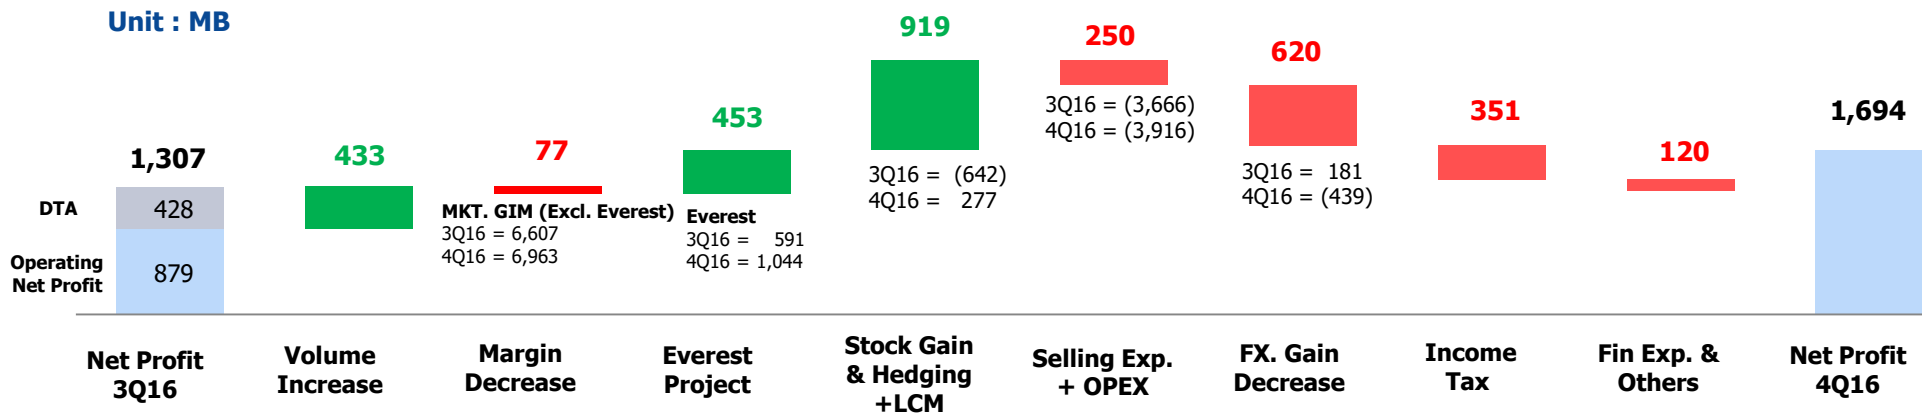 Unit : MB
1,307
433
77
453
919
250
620
351
120
1,694
DTA
428
Operating
Net Profit
879
MKT. GIM (Excl. Everest)
3Q16 = 6,607
4Q16 = 6,963
Everest
3Q16 = 591
4Q16 = 1,044
3Q16 = (642)
4Q16 = 277
3Q16 = (3,666)
4Q16 = (3,916)
3Q16 = 181
4Q16 = (439)
Net Profit
3Q16
Volume
Increase
Margin
Decrease
Everest
Project
Stock Gain
& Hedging
+LCM
Selling Exp.
+ OPEX
FX. Gain
Decrease
Income
Tax
Fin Exp. &
Others
Net Profit
4Q16